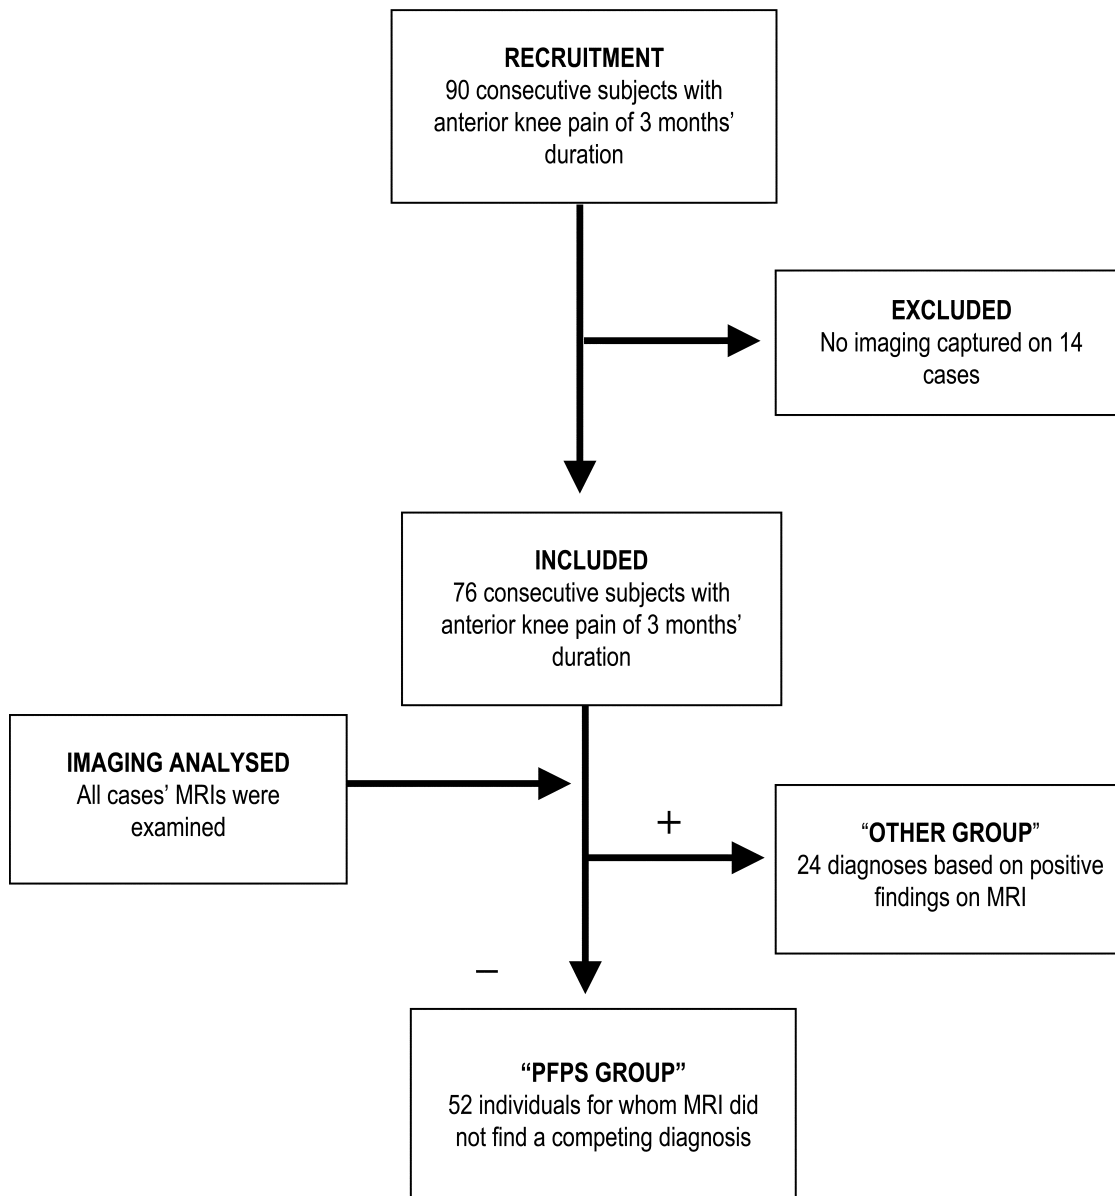 RECRUITMENT
90 consecutive subjects with
anterior knee pain of 3 months’
duration
EXCLUDED
No imaging captured on 14
cases
INCLUDED
76 consecutive subjects with
anterior knee pain of 3 months’
duration
IMAGING ANALYSED
All cases’ MRIs were
examined
+
“OTHER GROUP”
24 diagnoses based on positive
findings on MRI
–
“PFPS GROUP”
52 individuals for whom MRI did
not find a competing diagnosis